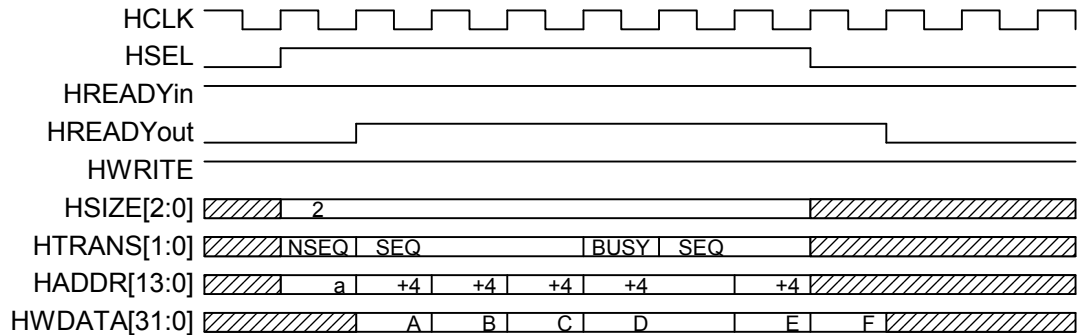 HCLK
HSEL
HREADYin
HREADYout
HWRITE
HSIZE[2:0] 2
HTRANS[1:0] NSEQ SEQ BUSY SEQ
HADDR[13:0] a +4 +4 +4 +4 +4
HWDATA[31:0] A B C D E F